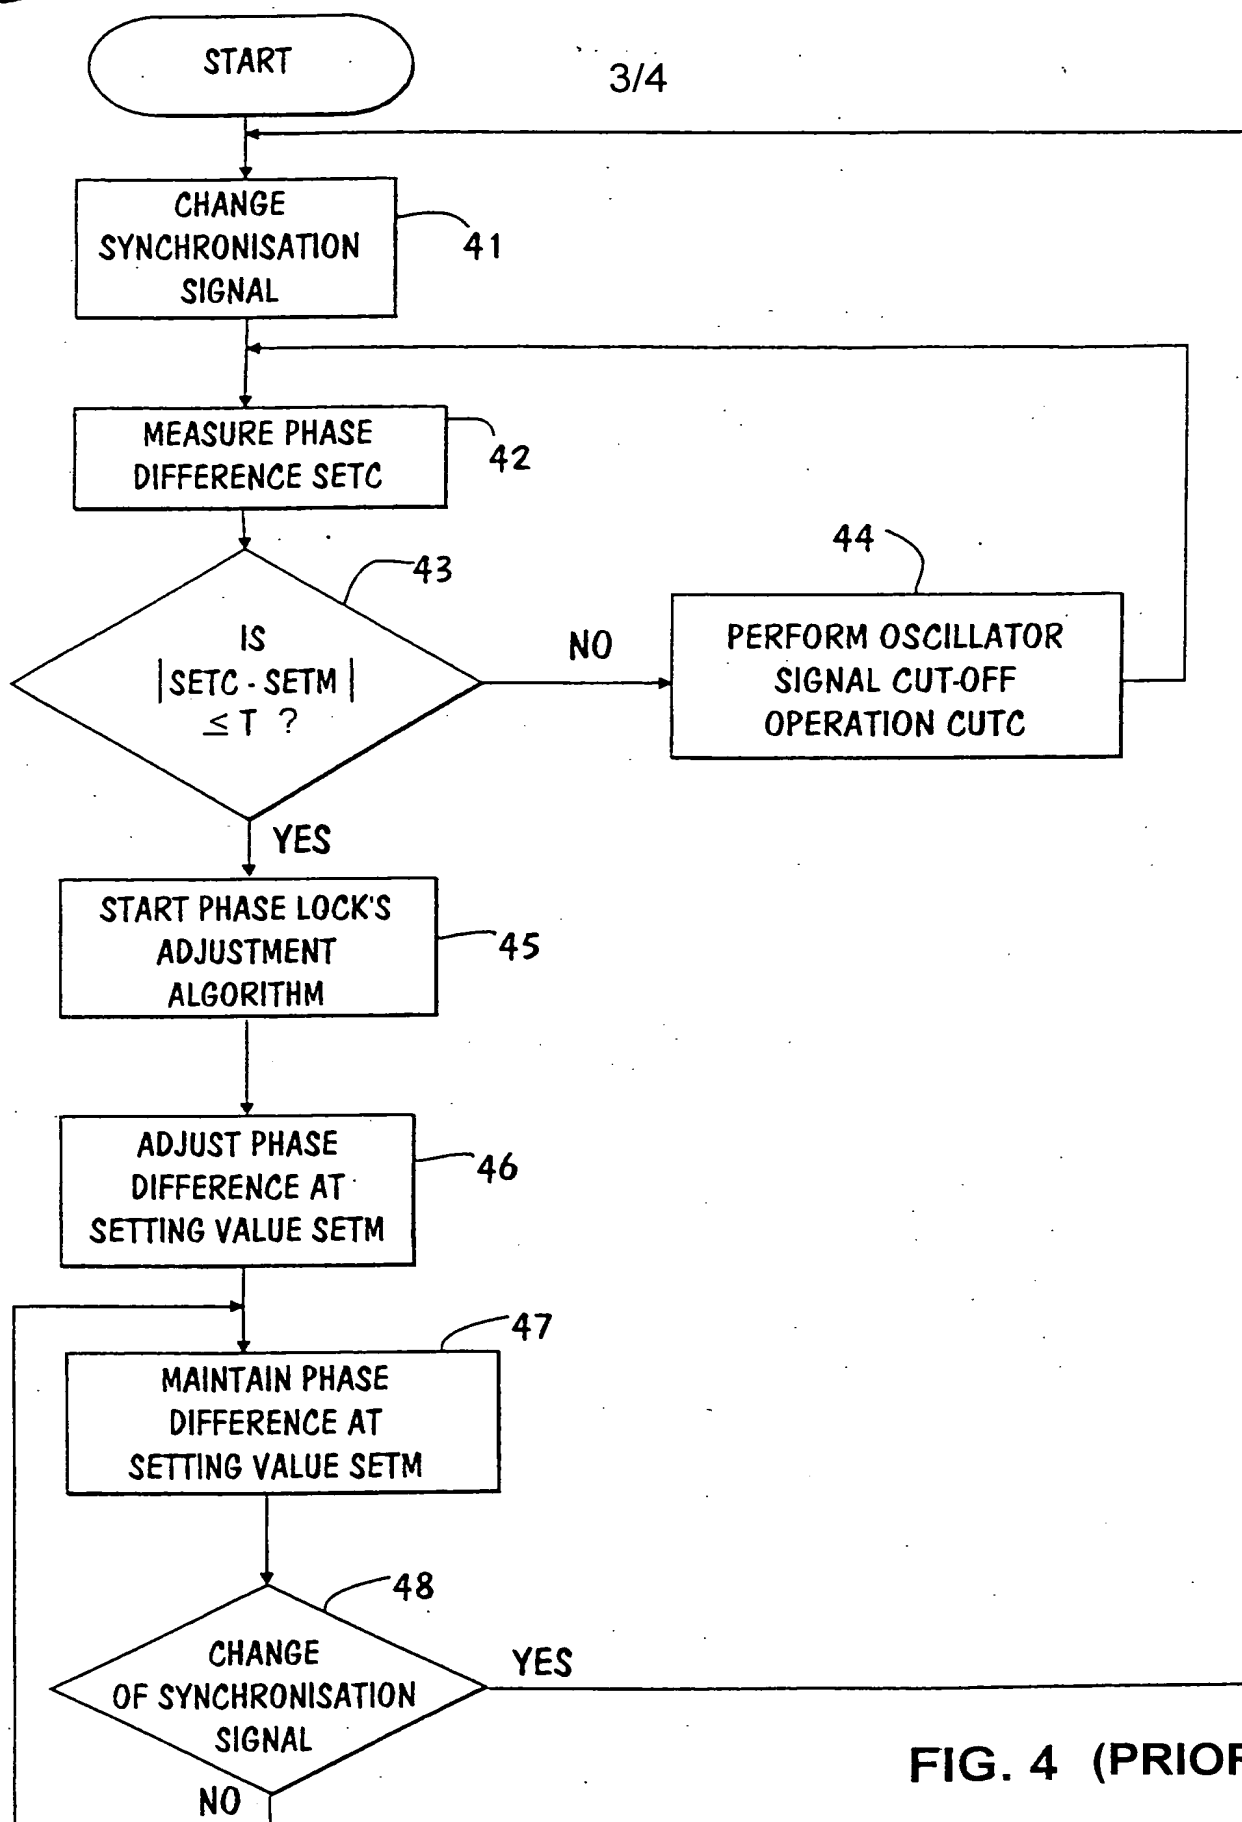 START
3/4
CHANGE
SYNCHRONISATION
SIGNAL
41
MEASURE PHASE
DIFFERENCE SETC
42
43
IS
|SETC - SETM|
≤ T ?
NO
44
PERFORM OSCILLATOR
SIGNAL CUT-OFF
OPERATION CUTC
YES
START PHASE LOCK'S
ADJUSTMENT
ALGORITHM
45
ADJUST PHASE
DIFFERENCE AT
SETTING VALUE SETM
46
47
MAINTAIN PHASE
DIFFERENCE AT
SETTING VALUE SETM
48
CHANGE
OF SYNCHRONISATION
SIGNAL
YES
NO
FIG. 4 (PRIOR